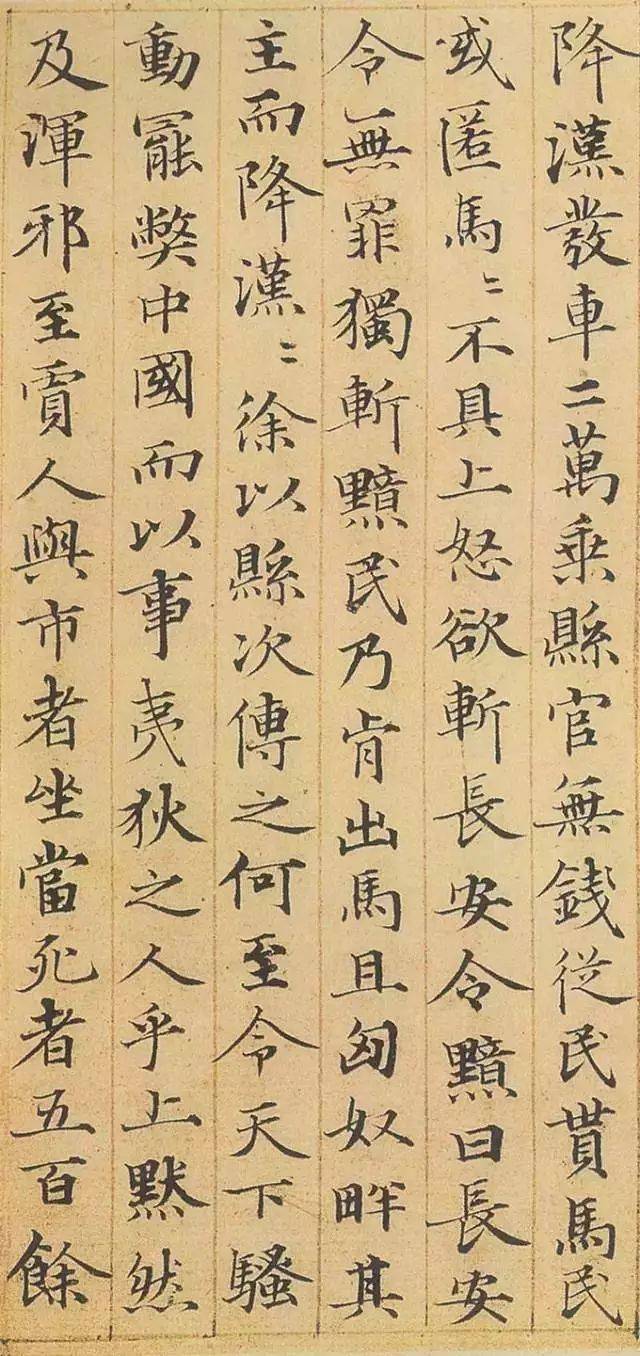 降漢發車二萬乘縣官無錢從民貰馬民
或匿馬〻不具上怒欲斬長安令黯曰長安
令無罪獨斬黯民乃肯出馬且匈奴畔其
主而降漢〻徐以縣次傳之何至令天下騷
動罷弊中國而以事夷狄之人乎上默然
及渾邪至賈人與市者坐當死者五百餘